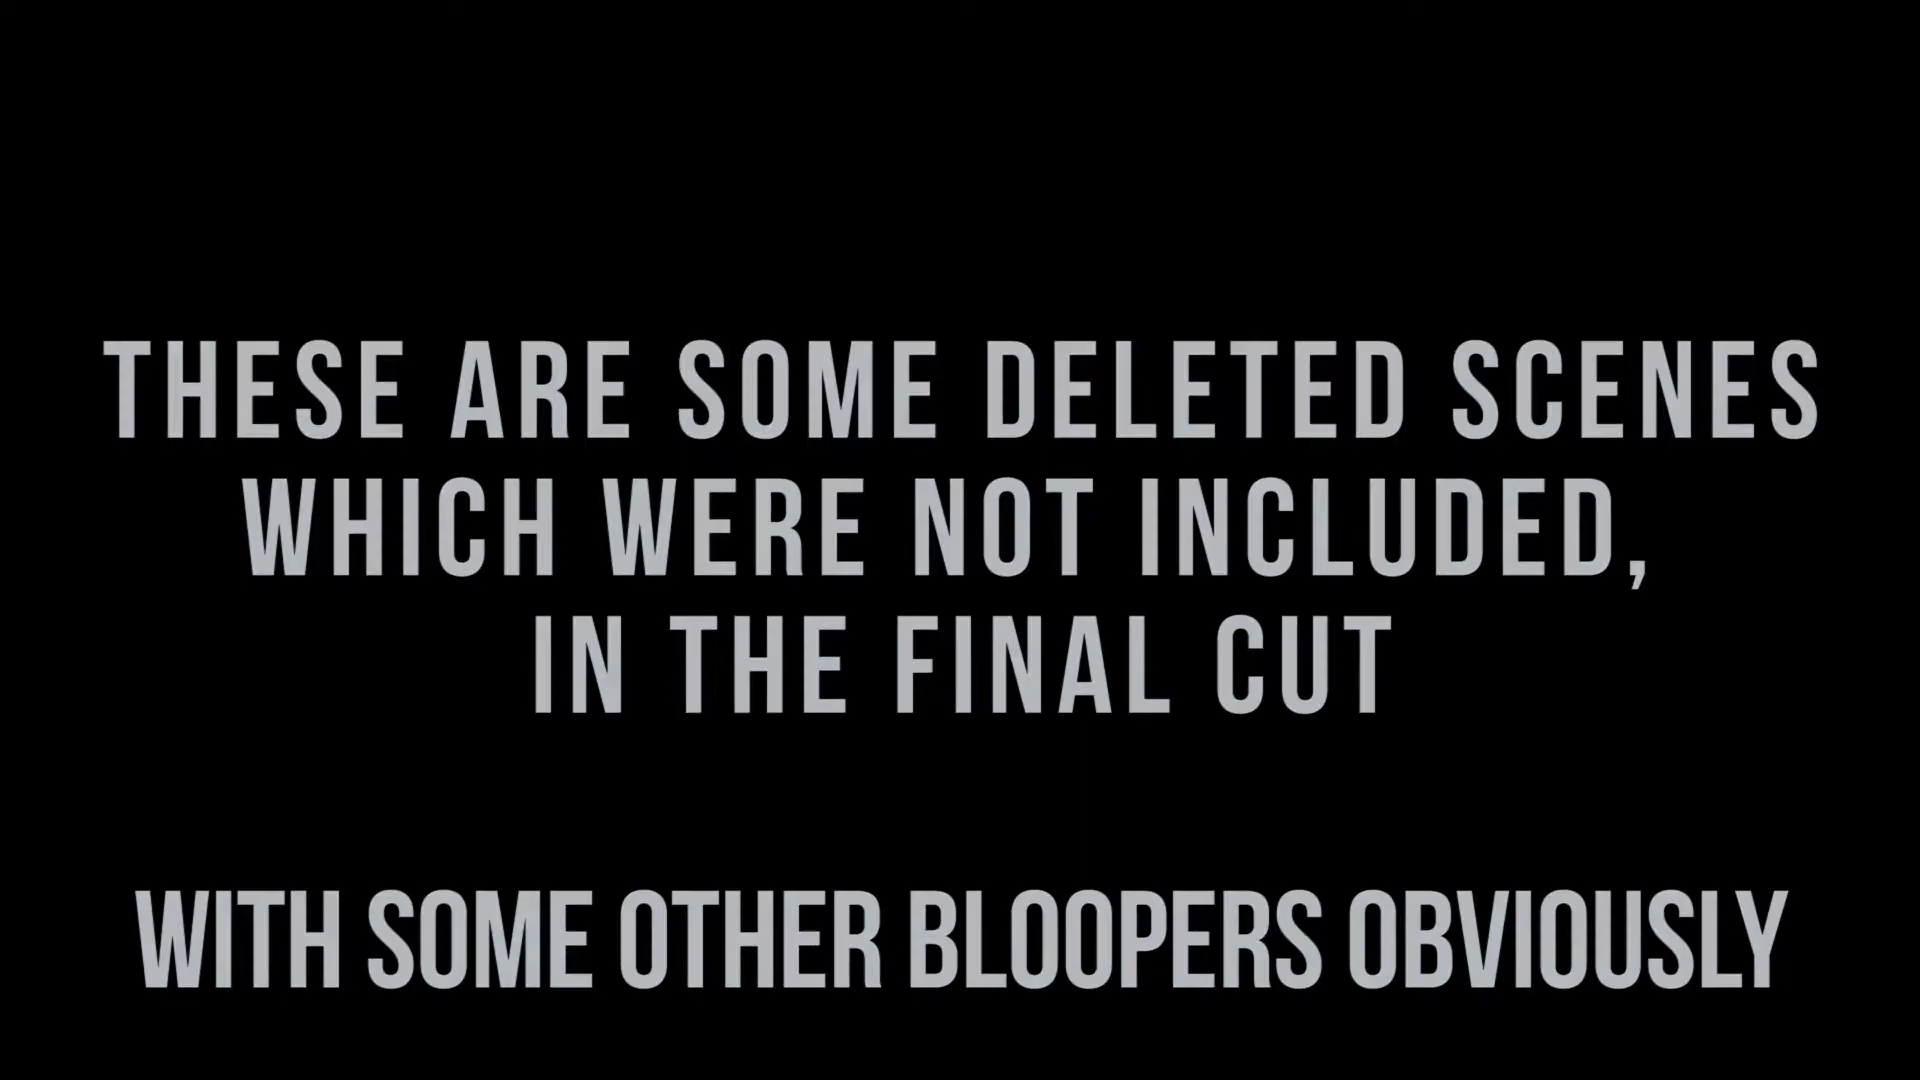 THESE ARE SOME DELETED SCENES
WHICH WERE NOT INCLUDED,
IN THE FINAL CUT
WITH SOME OTHER BLOOPERS OBVIOUSLY